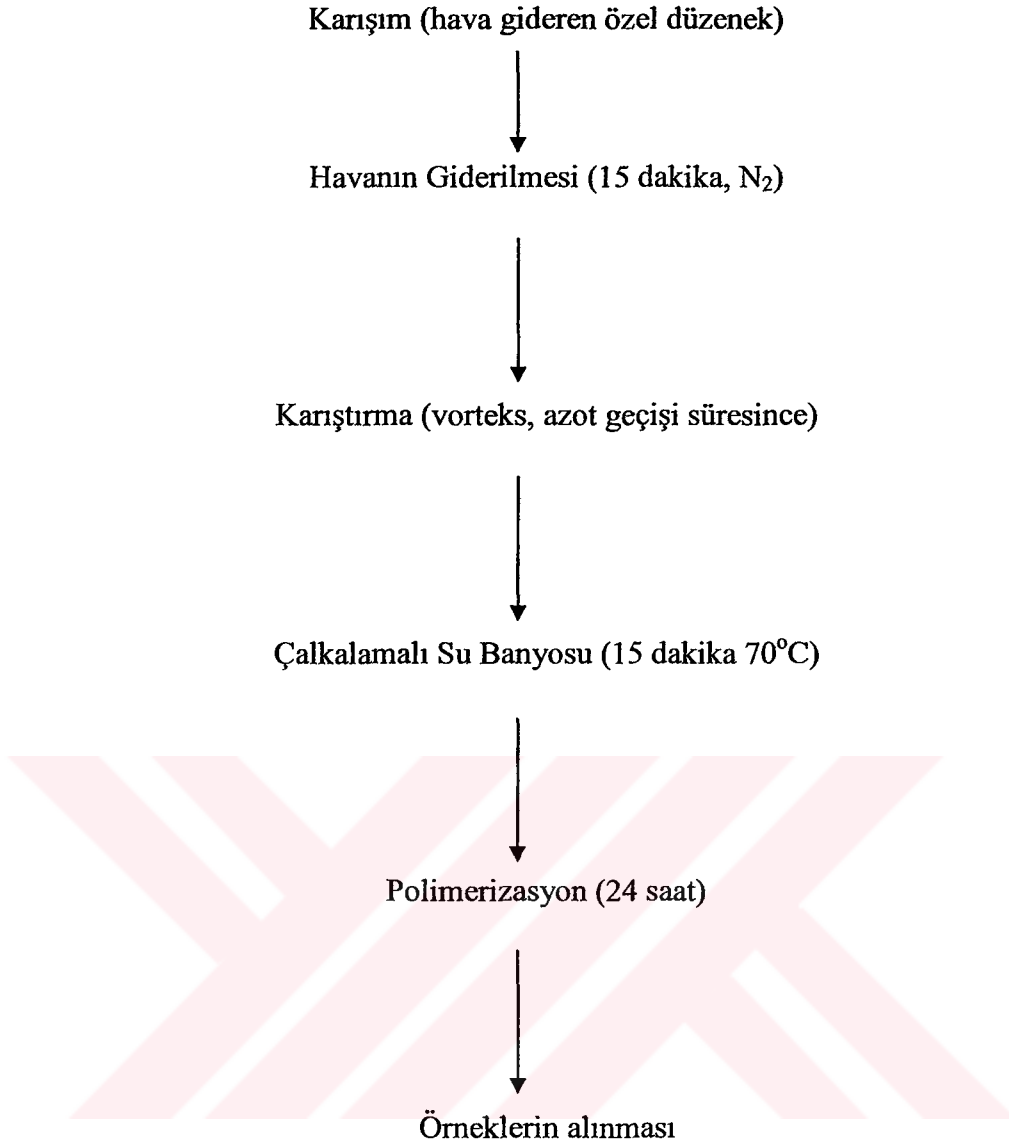 Karışım (hava gideren özel düzenek)
Havanın Giderilmesi (15 dakika, N₂)
Karıştırma (vorteks, azot geçişi süresince)
Çalkalamalı Su Banyosu (15 dakika 70°C)
Polimerizasyon (24 saat)
Örneklerin alınması